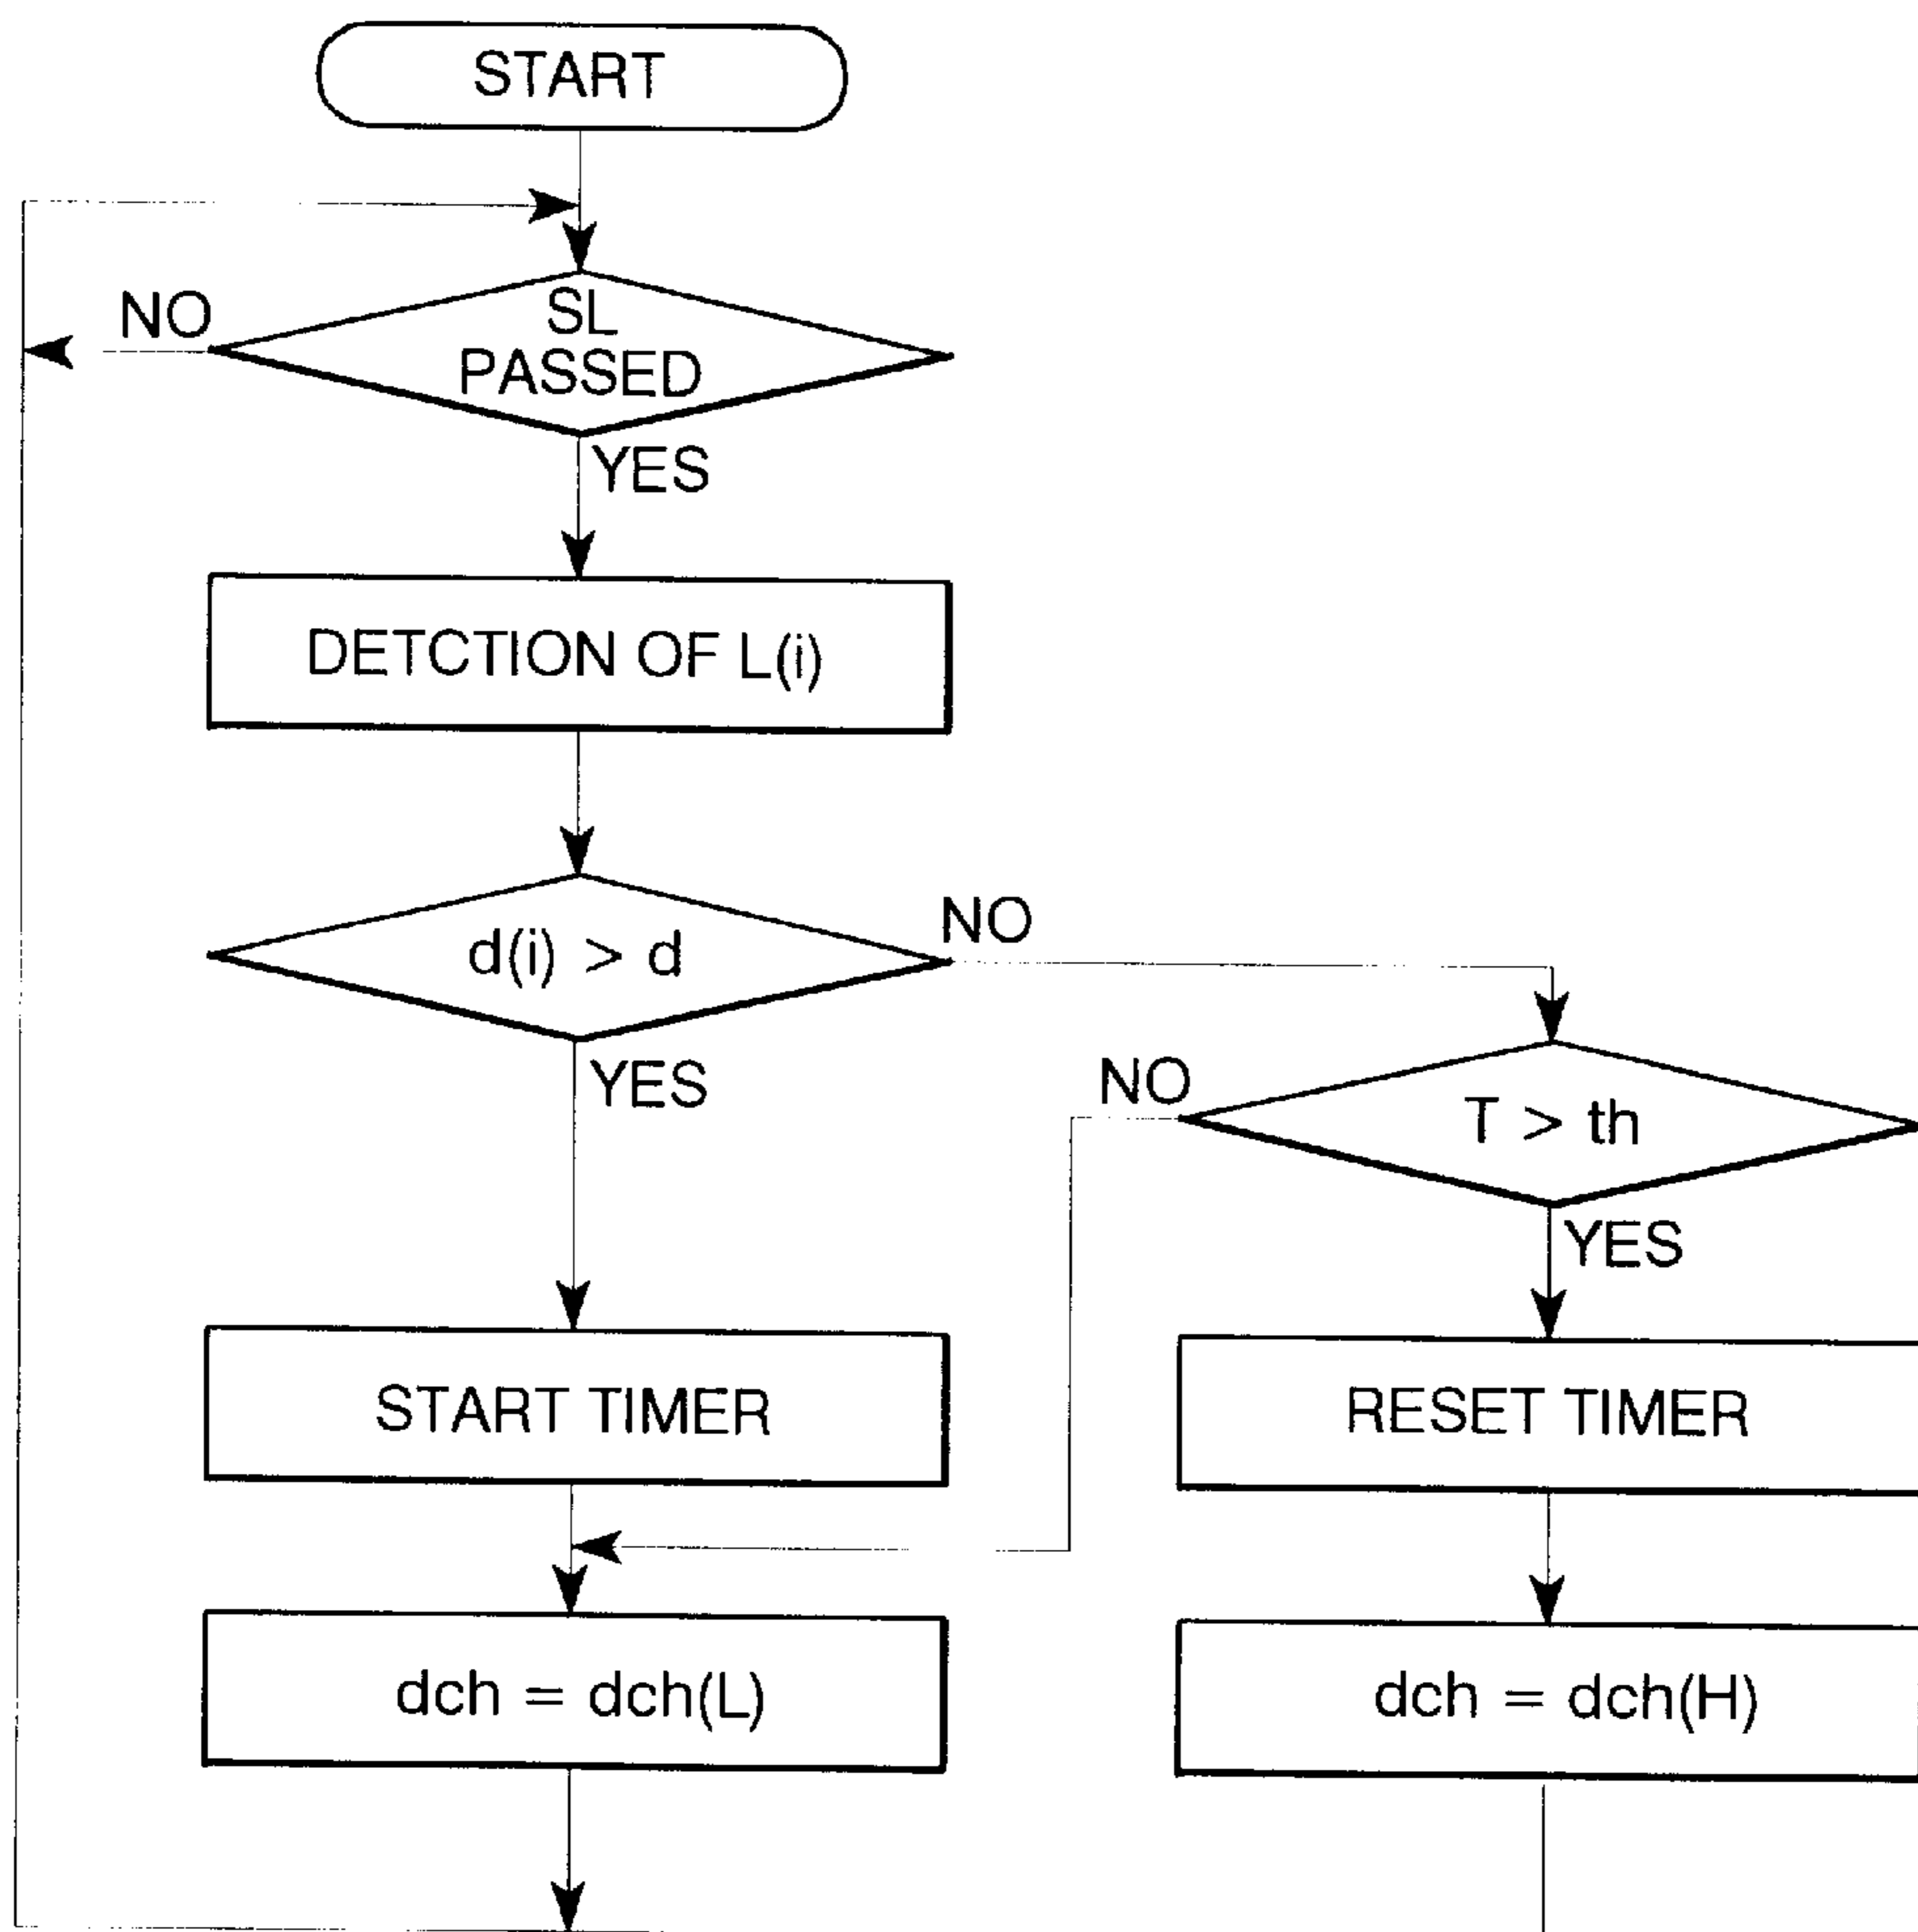 START
NO
SL
PASSED
YES
DETCTION OF L(i)
d(i) > d
NO
YES
NO
T > th
YES
START TIMER
RESET TIMER
dch = dch(L)
dch = dch(H)